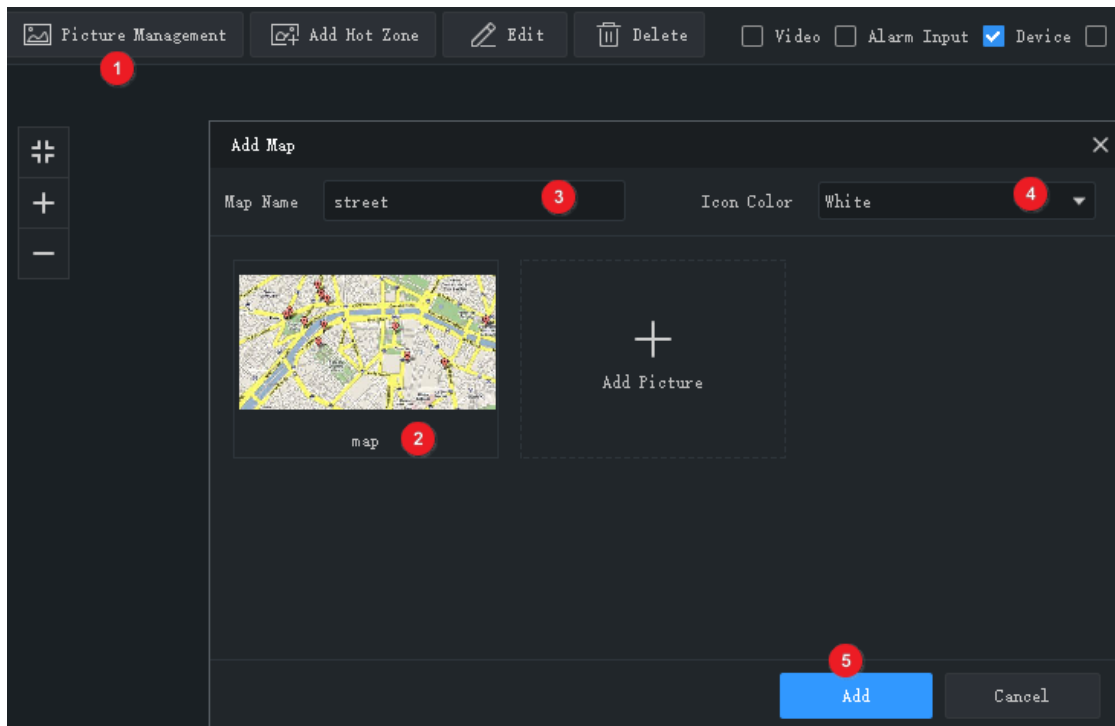 Picture Management Add Hot Zone Edit Delete Video Alarm Input Device
1
Add Map
Map Name street 3 Icon Color White 4
Add Picture
map 2
5
Add Cancel